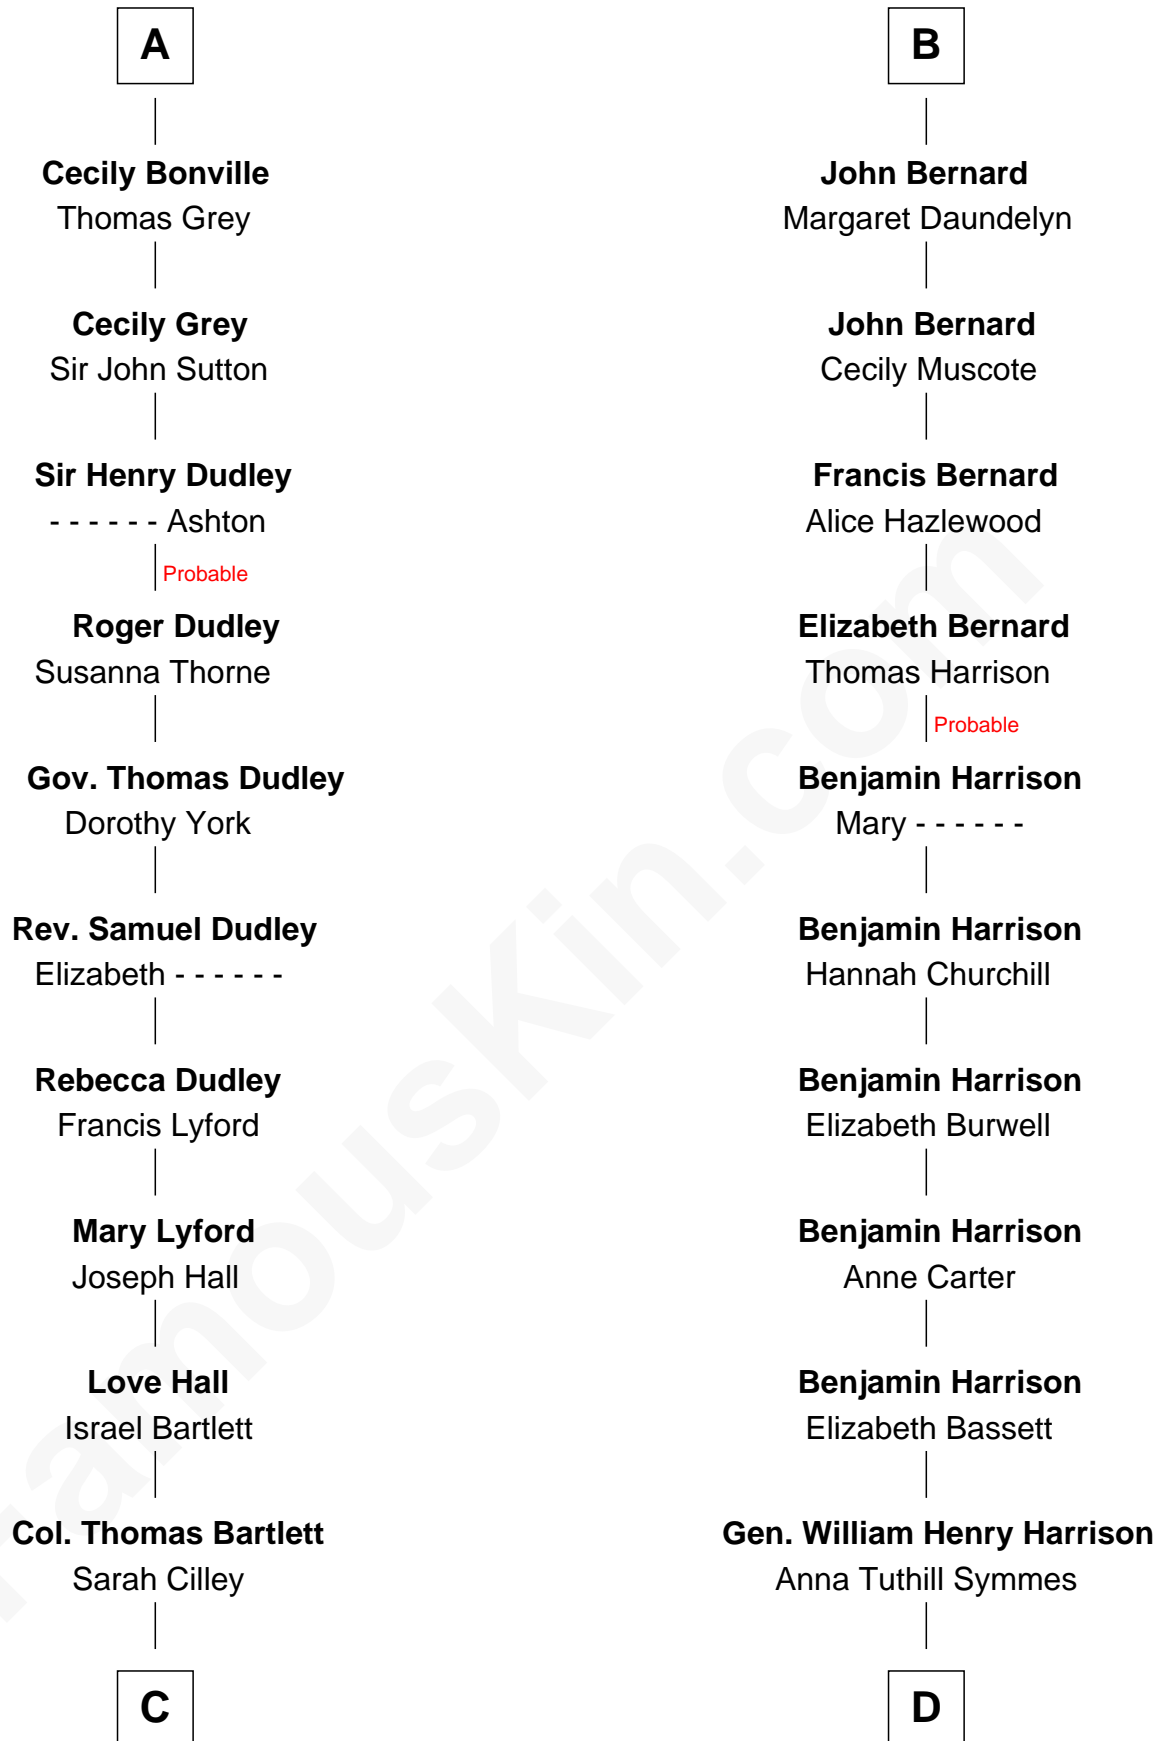 A
Cecily Bonville
Thomas Grey
Cecily Grey
Sir John Sutton
Sir Henry Dudley
- - - - - - Ashton
Probable
Roger Dudley
Susanna Thorne
Gov. Thomas Dudley
Dorothy York
Rev. Samuel Dudley
Elizabeth - - - - - -
Rebecca Dudley
Francis Lyford
Mary Lyford
Joseph Hall
Love Hall
Israel Bartlett
Col. Thomas Bartlett
Sarah Cilley
C
B
John Bernard
Margaret Daundelyn
John Bernard
Cecily Muscote
Francis Bernard
Alice Hazlewood
Elizabeth Bernard
Thomas Harrison
Probable
Benjamin Harrison
Mary - - - - - -
Benjamin Harrison
Hannah Churchill
Benjamin Harrison
Elizabeth Burwell
Benjamin Harrison
Anne Carter
Benjamin Harrison
Elizabeth Bassett
Gen. William Henry Harrison
Anna Tuthill Symmes
D
FamousKin.com